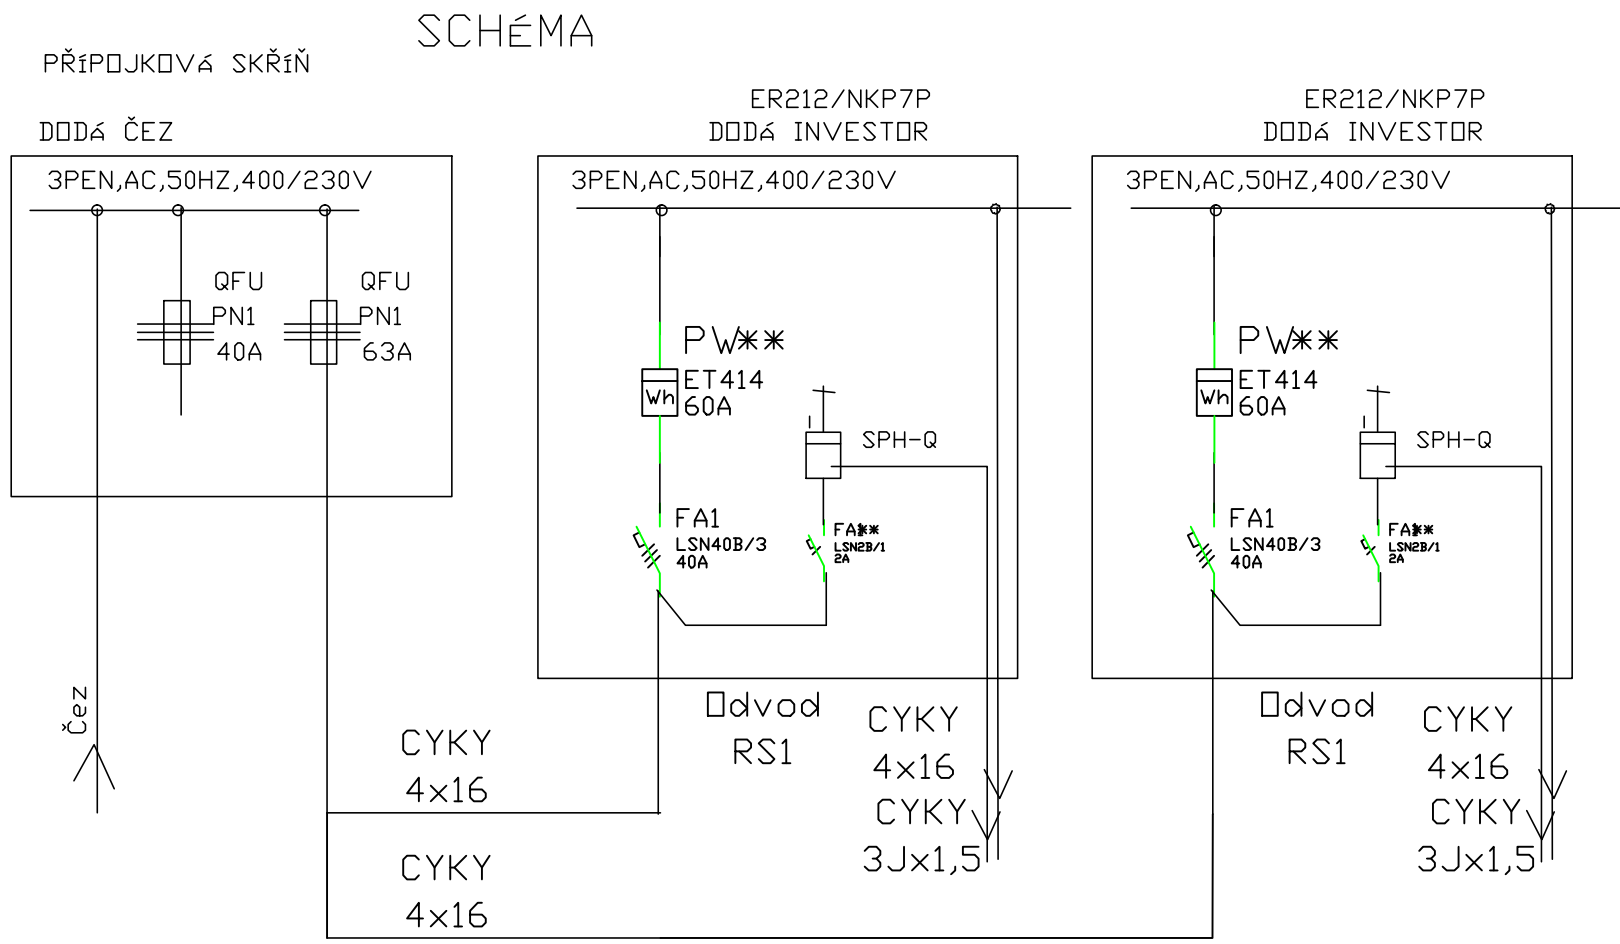 SCHÉMA
PŘÍPOJKOVÁ SKŘÍŇ
DODÁ ČEZ
3PEN,AC,50HZ,400/230V
QFU
PN1
40A
QFU
PN1
63A
Čez
CYKY
4x16
CYKY
4x16
ER212/NKP7P
DODÁ INVESTOR
3PEN,AC,50HZ,400/230V
PW**
ET414
60A
Wh
SPH-Q
FA1
LSN40B/3
40A
FA1**
LSN2B/1
2A
Odvod
RS1
CYKY
4x16
CYKY
3Jx1,5
ER212/NKP7P
DODÁ INVESTOR
3PEN,AC,50HZ,400/230V
PW**
ET414
60A
Wh
SPH-Q
FA1
LSN40B/3
40A
FA1**
LSN2B/1
2A
Odvod
RS1
CYKY
4x16
CYKY
3Jx1,5